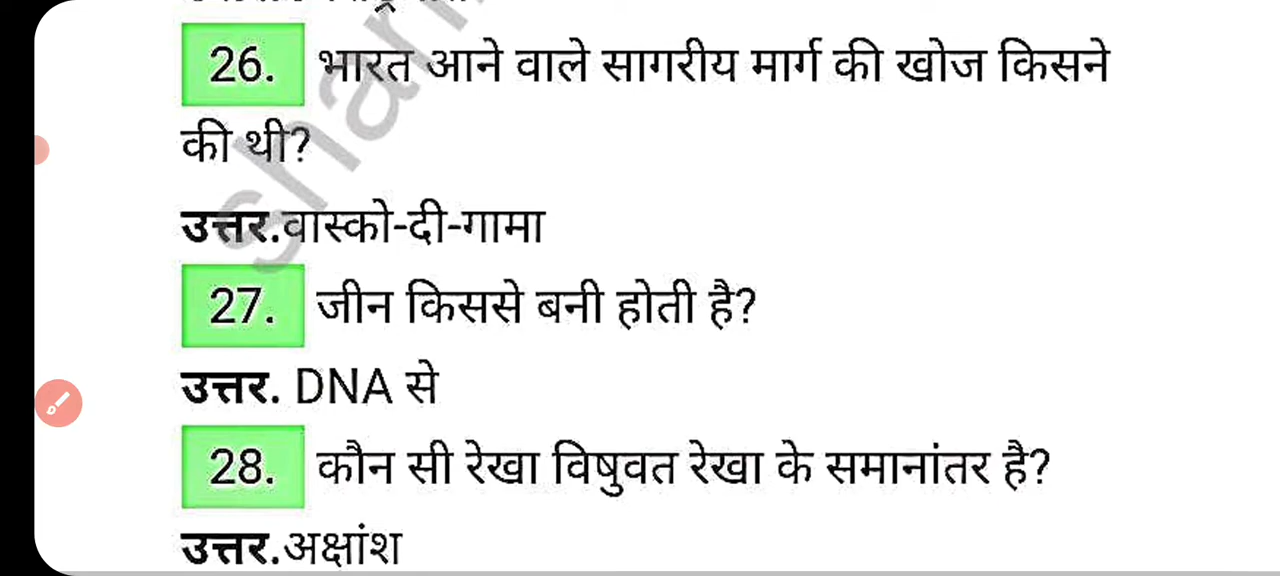 26. भारत आने वाले सागरीय मार्ग की खोज किसने
की थी?
उत्तर.वास्को-दी-गामा
27. जीन किससे बनी होती है?
उत्तर. DNA से
28. कौन सी रेखा विषुवत रेखा के समानांतर है?
उत्तर.अक्षांश